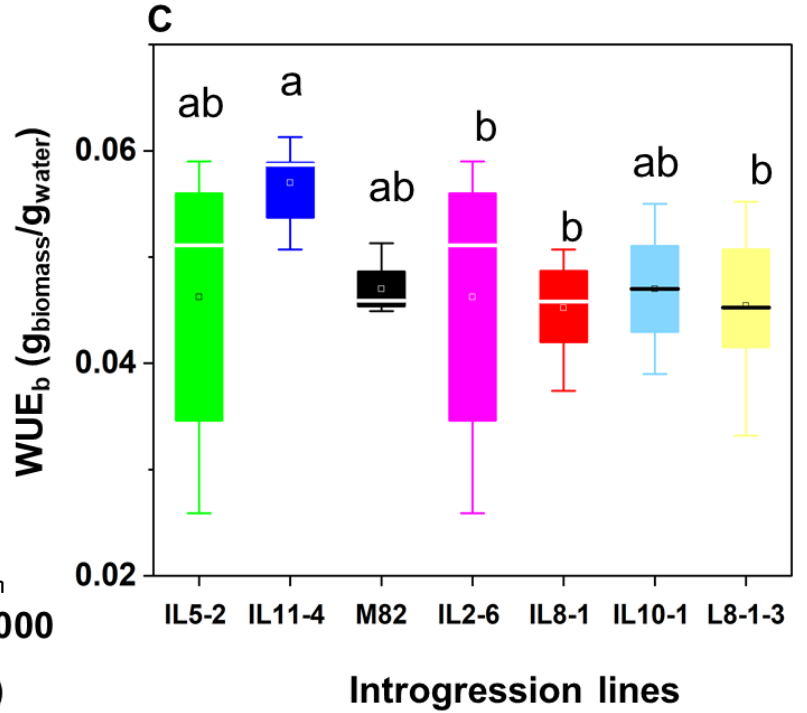 C
ab
a
ab
b
b
ab
b
WUEb (gbiomass/gwater)
0.06
0.04
0.02
IL5-2 IL11-4 M82 IL2-6 IL8-1 IL10-1 L8-1-3
Introgression lines
n
000
)